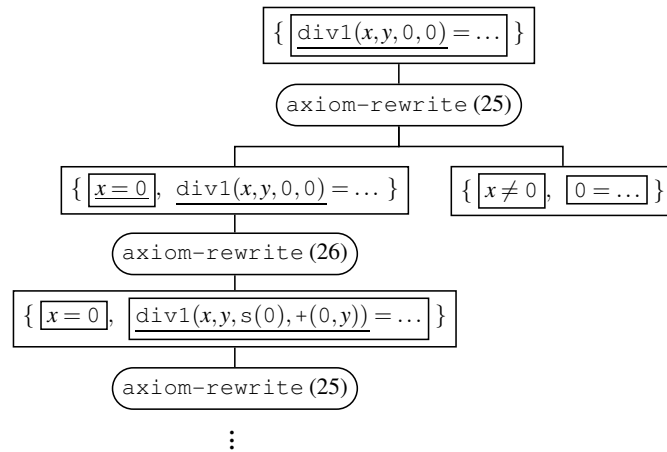 { div1(x,y,0,0) = ... }
axiom-rewrite (25)
{ x = 0, div1(x,y,0,0) = ... } { x ≠ 0, 0 = ... }
axiom-rewrite (26)
{ x = 0, div1(x,y,s(0),+(0,y)) = ... }
axiom-rewrite (25)
⋮